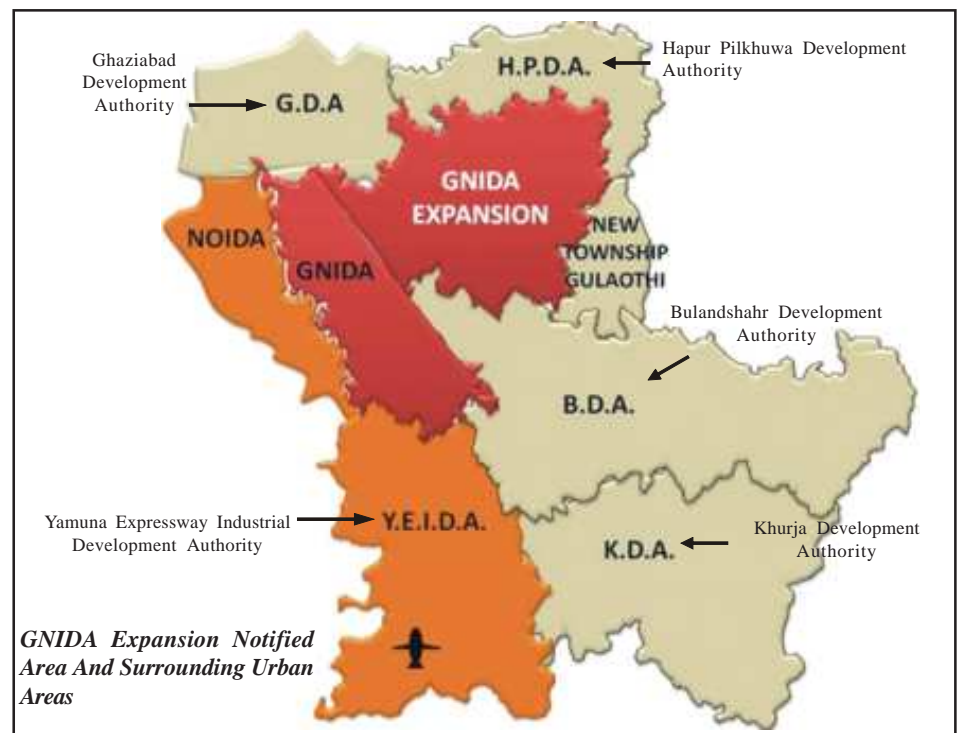 Ghaziabad
Development
Authority
G.D.A
H.P.D.A.
Hapur Pilkhuwa Development
Authority
GNIDA
EXPANSION
NOIDA
GNIDA
NEW
TOWNSHIP
GULAOTHI
Bulandshahr Development
Authority
B.D.A.
Yamuna Expressway Industrial
Development Authority
Y.E.I.D.A.
K.D.A.
Khurja Development
Authority
GNIDA Expansion Notified
Area And Surrounding Urban
Areas